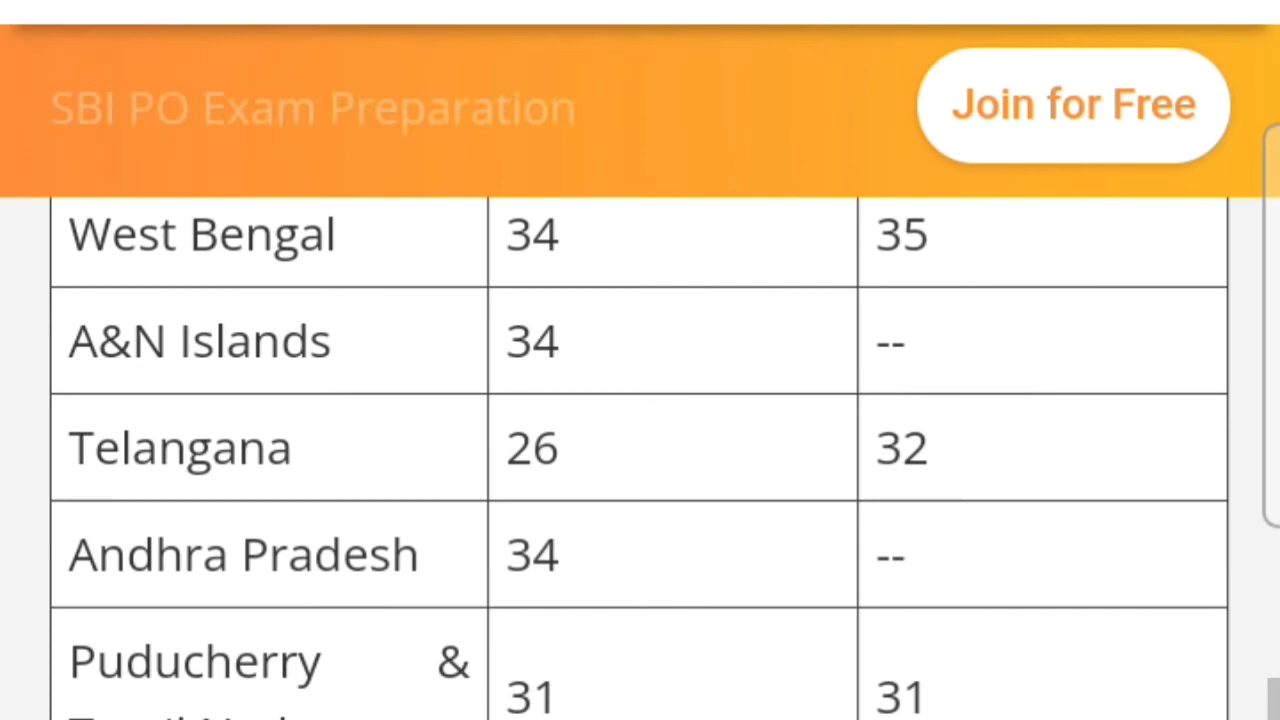 SBI PO Exam Preparation
Join for Free
West Bengal 34 35
A&N Islands 34 --
Telangana 26 32
Andhra Pradesh 34 --
Puducherry &
31 31